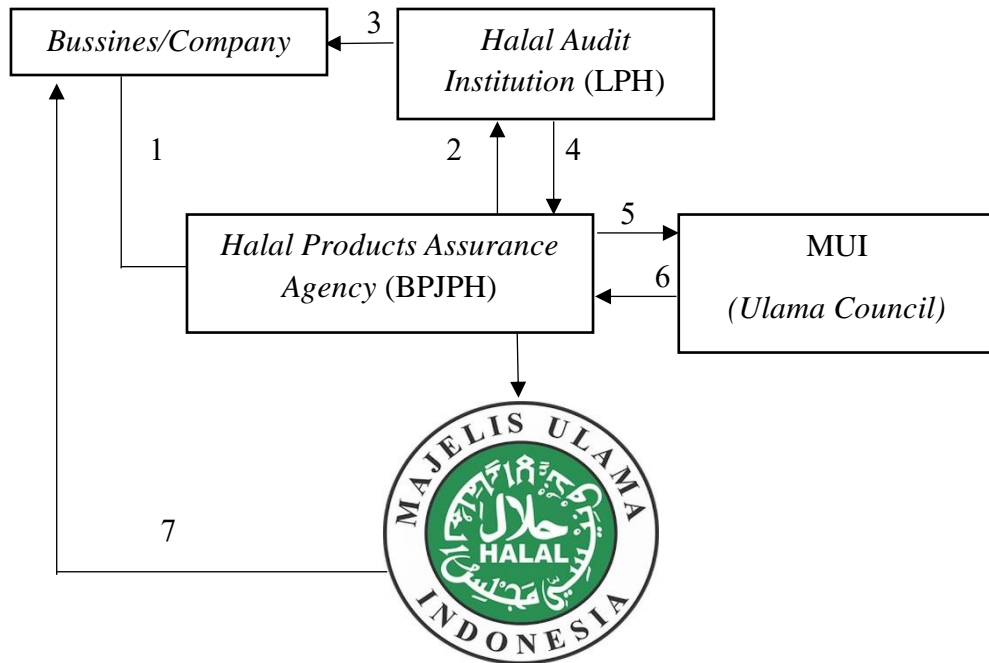 Bussines/Company
3
Halal Audit
Institution (LPH)
1
2
4
Halal Products Assurance
Agency (BPJPH)
5
6
MUI
(Ulama Council)
7
MAJELIS ULAMA
حلال
HALAL
INDONESIA